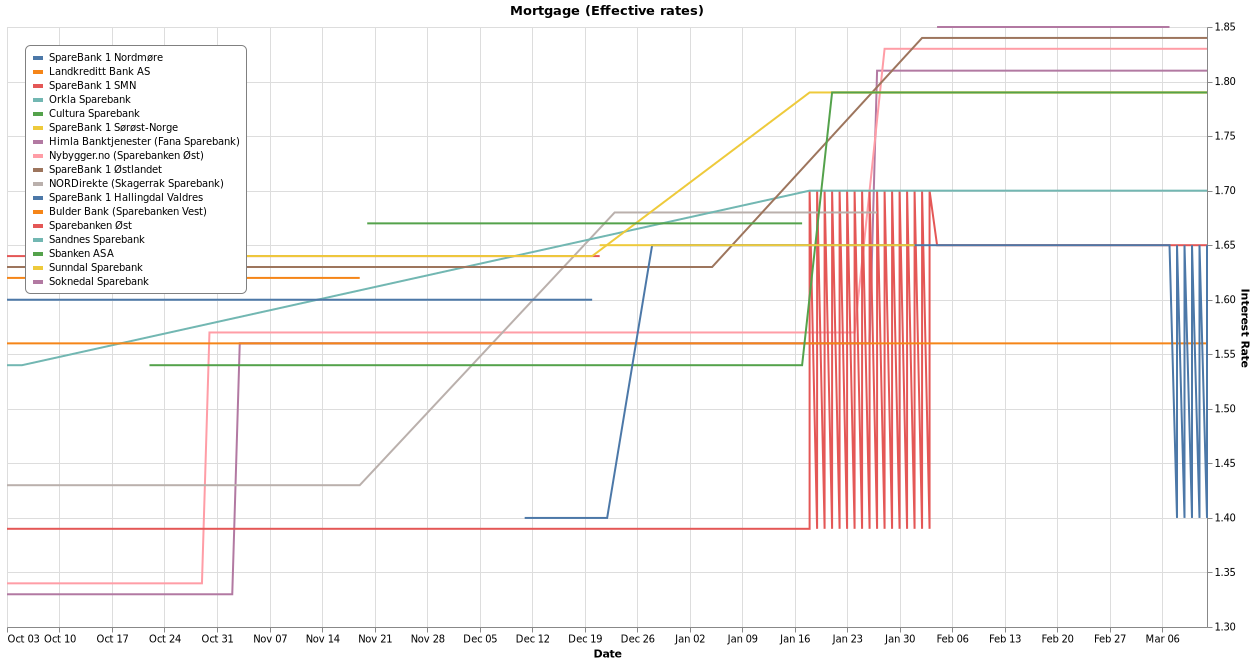 Mortgage (Effective rates)
SpareBank 1 Nordmøre
Landkreditt Bank AS
SpareBank 1 SMN
Orkla Sparebank
Cultura Sparebank
SpareBank 1 Sørøst-Norge
Himla Banktjenester (Fana Sparebank)
Nybygger.no (Sparebanken Øst)
SpareBank 1 Østlandet
NORDirekte (Skagerrak Sparebank)
SpareBank 1 Hallingdal Valdres
Bulder Bank (Sparebanken Vest)
Sparebanken Øst
Sandnes Sparebank
Sbanken ASA
Sunndal Sparebank
Soknedal Sparebank
1.85
1.80
1.75
1.70
1.65
1.60
1.55
1.50
1.45
1.40
1.35
1.30
Interest Rate
Oct 03 Oct 10 Oct 17 Oct 24 Oct 31 Nov 07 Nov 14 Nov 21 Nov 28 Dec 05 Dec 12 Dec 19 Dec 26 Jan 02 Jan 09 Jan 16 Jan 23 Jan 30 Feb 06 Feb 13 Feb 20 Feb 27 Mar 06
Date